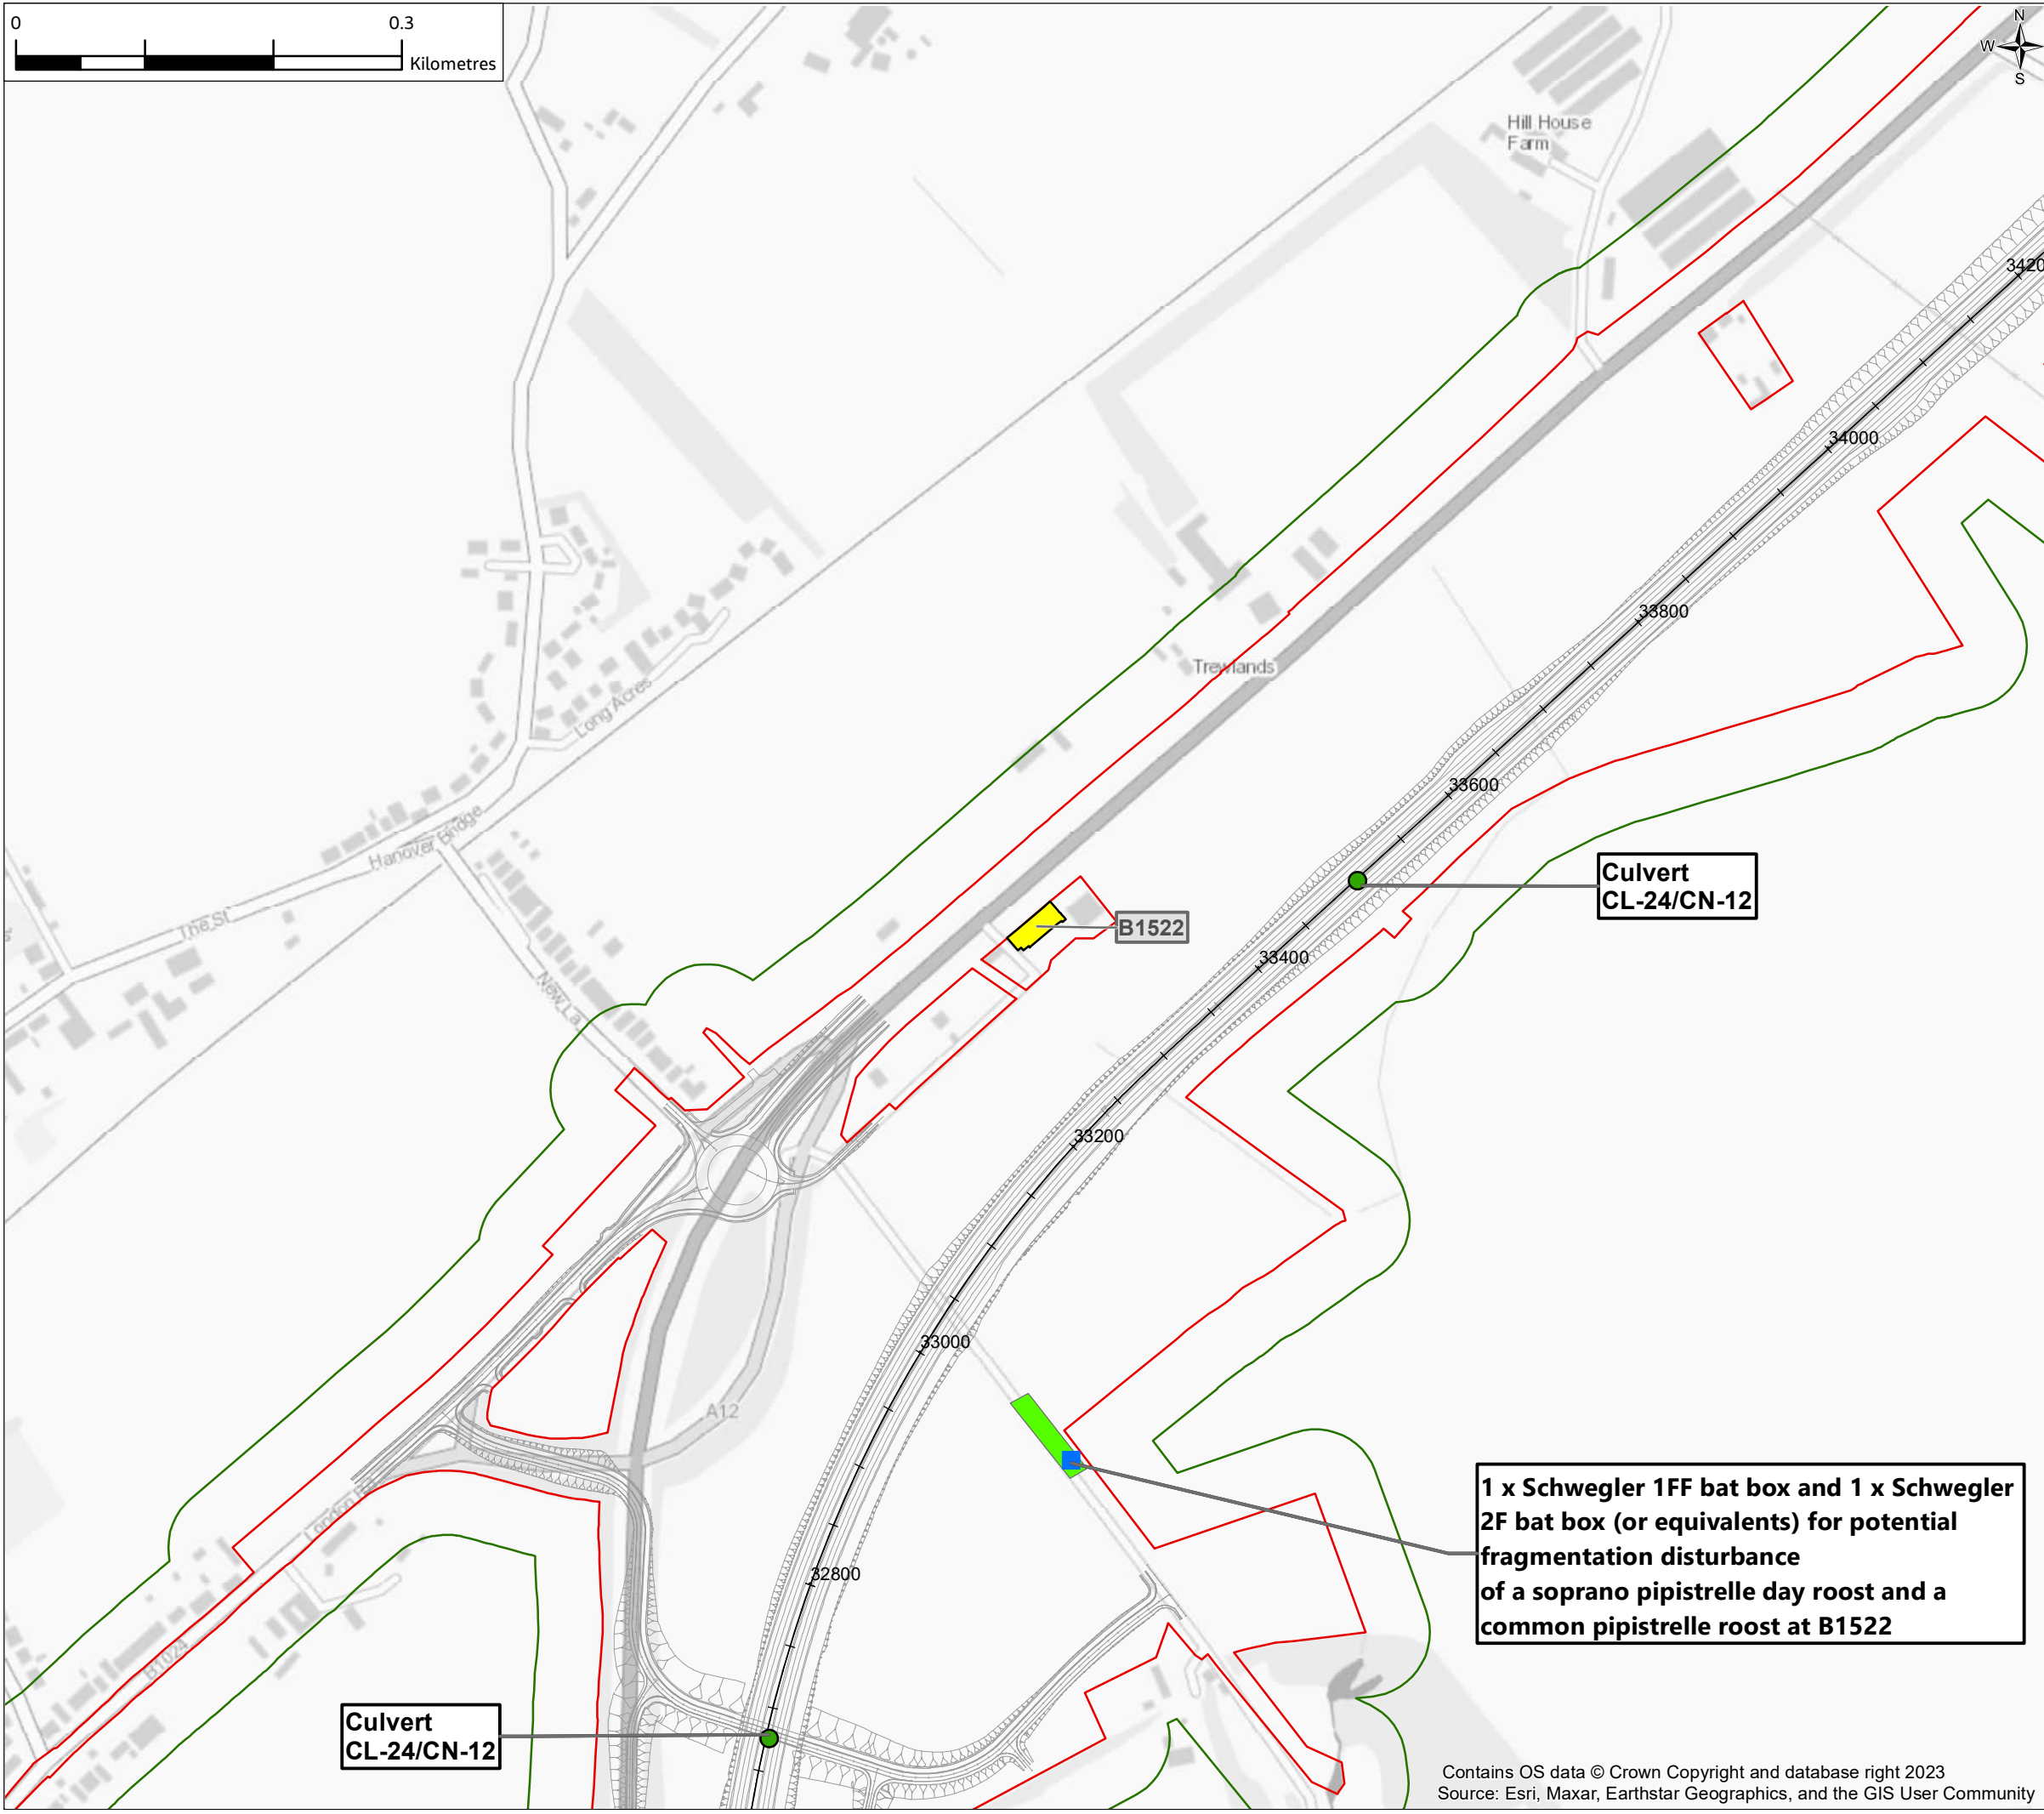 0
0.3
Kilometres
N
W
S
Hill House
Farm
3420
34000
33800
Trewlands
Long Acres
33600
Hanover Bridge
Culvert
CL-24/CN-12
The St
B1522
33400
New La
33200
33000
A12
1 x Schwegler 1FF bat box and 1 x Schwegler
2F bat box (or equivalents) for potential
fragmentation disturbance
of a soprano pipistrelle day roost and a
common pipistrelle roost at B1522
London Rd
32800
B1024
Culvert
CL-24/CN-12
Contains OS data © Crown Copyright and database right 2023
Source: Esri, Maxar, Earthstar Geographics, and the GIS User Community